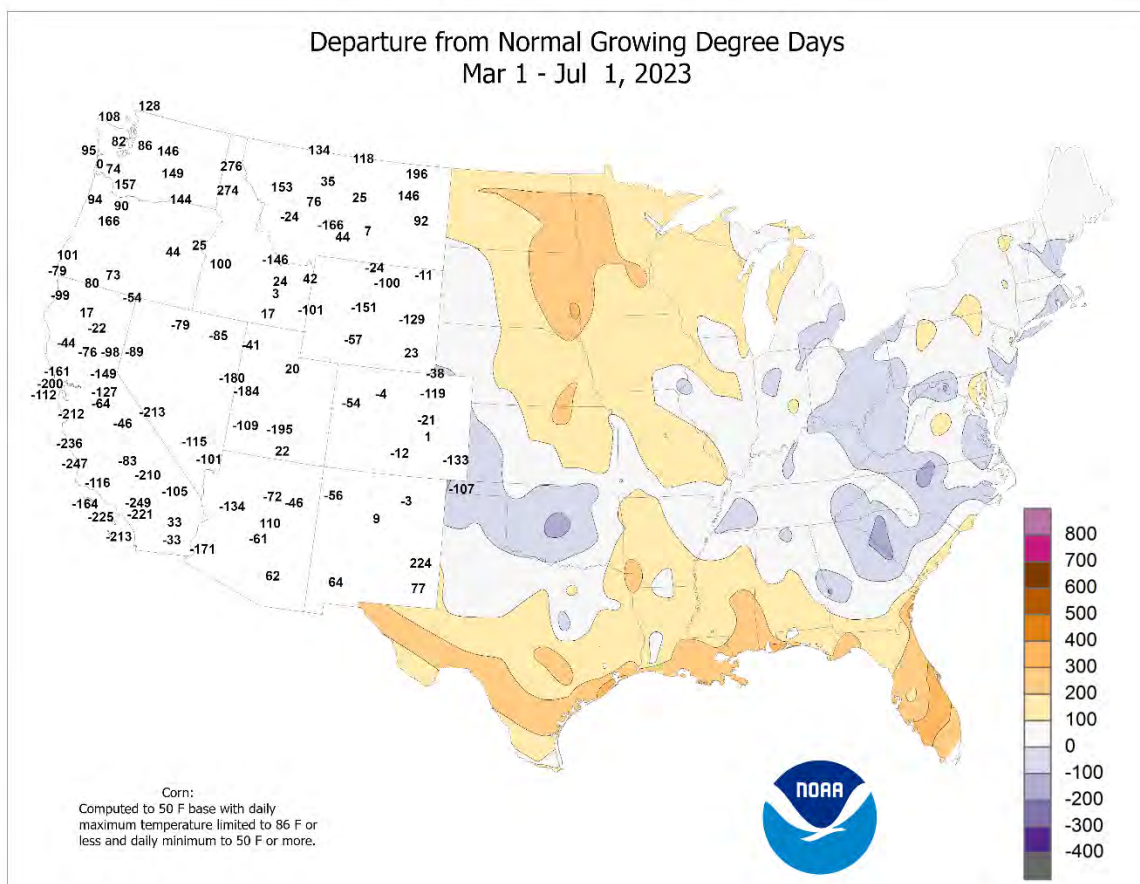 Departure from Normal Growing Degree Days
Mar 1 - Jul 1, 2023
128
108
82 86 146
95
0 74 149 276
134 118
196
157 274 153 35
94 90 144 76 25 146
166 -24 -166 7 92
44
101 44 25 100 -146
-79 73 -24 -11
80 24 42 -100
-99 -54 3
17 17 -101 -151
-22 -79 -85 -129
-44 -41 -57
-76 -98 -89 23
-161 -149 20 -38
-200 -127 -180 -4 -119
-112 -64 -184 -54
-212 -46 -213 -109 -195 -21
-236 -115 22 1
-247 -83 -101 -12 -133
-116 -210 -107
-164 -249 -105 -134 -72 -46 -56 -3
-225 -221 33 110 9
-213 -33 -171 -61
224
62 64 77
800
700
600
500
400
300
200
100
0
-100
-200
-300
-400
NOAA
Corn:
Computed to 50 F base with daily
maximum temperature limited to 86 F or
less and daily minimum to 50 F or more.